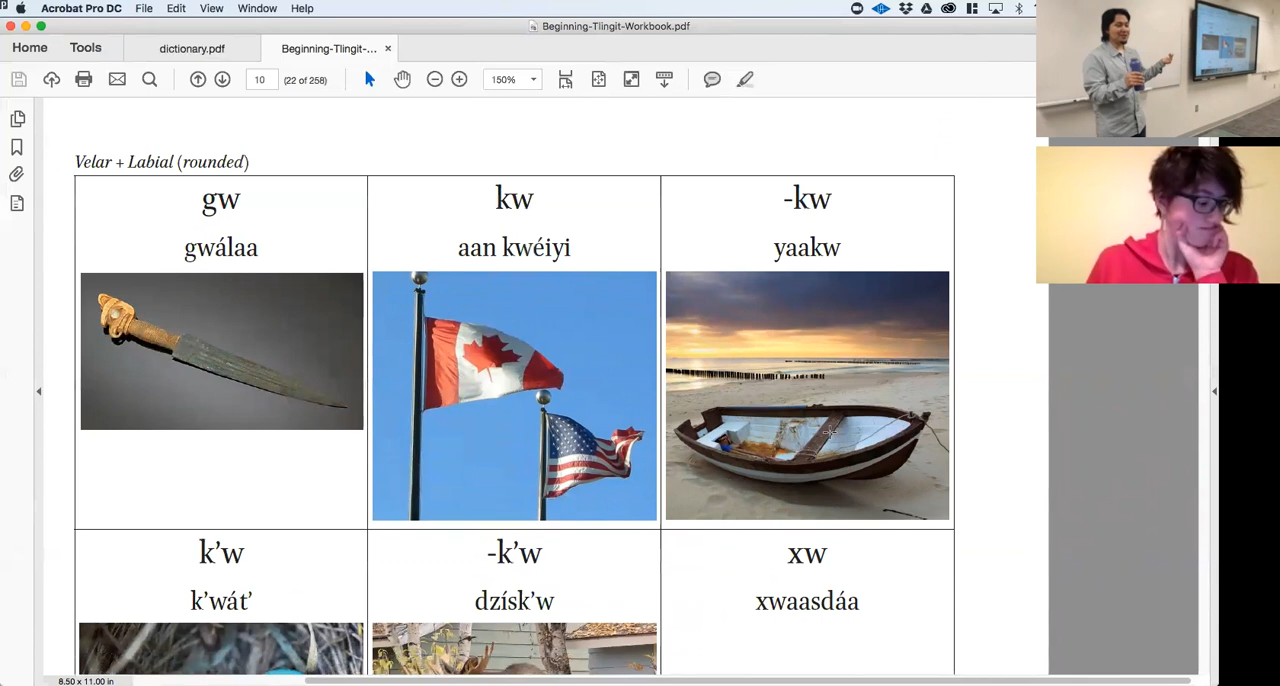 Acrobat Pro DC File Edit View Window Help
Beginning-Tlingit-Workbook.pdf
Home Tools dictionary.pdf Beginning-Tlingit-... ×
10 (22 of 258) 150%
Velar + Labial (rounded)
gw kw -kw
gwálaa aan kwéiyi yaakw
k’w -k’w xw
k’wát’ dzísk’w xwaasdáa
8.50 x 11.00 in